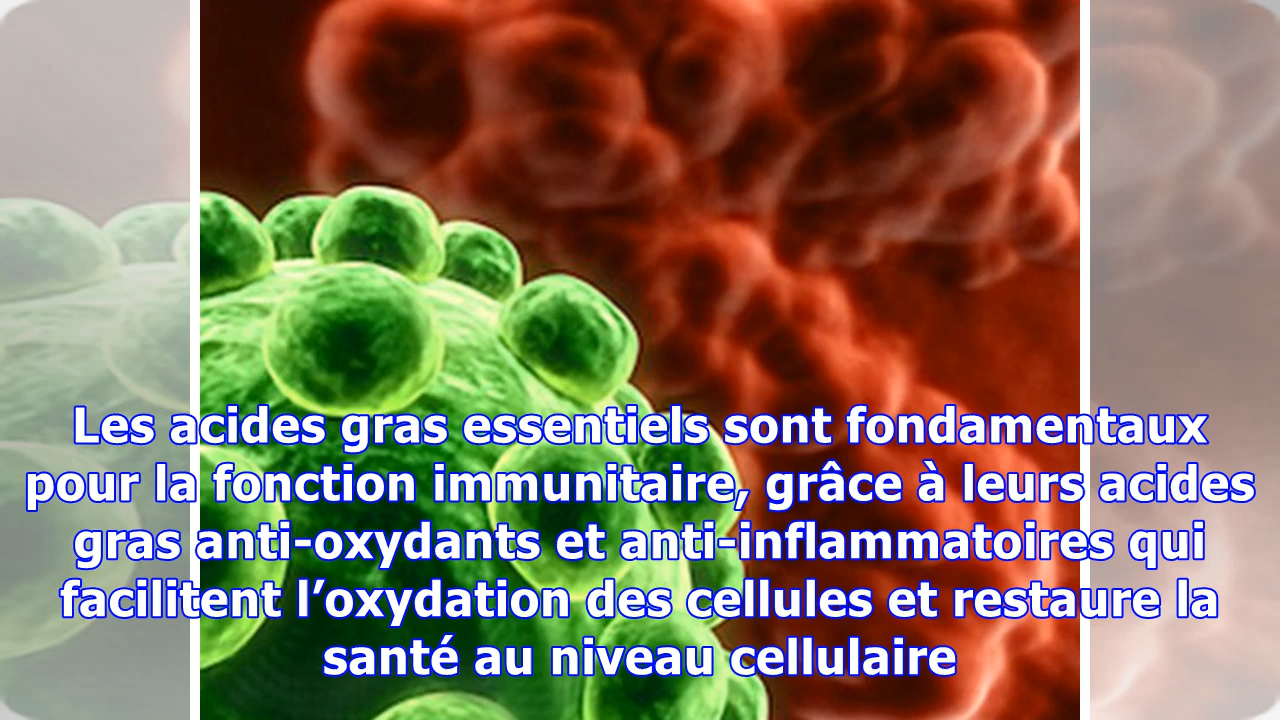 Les acides gras essentiels sont fondamentaux
pour la fonction immunitaire, grâce à leurs acides
gras anti-oxydants et anti-inflammatoires qui
facilitent l’oxydation des cellules et restaure la
santé au niveau cellulaire